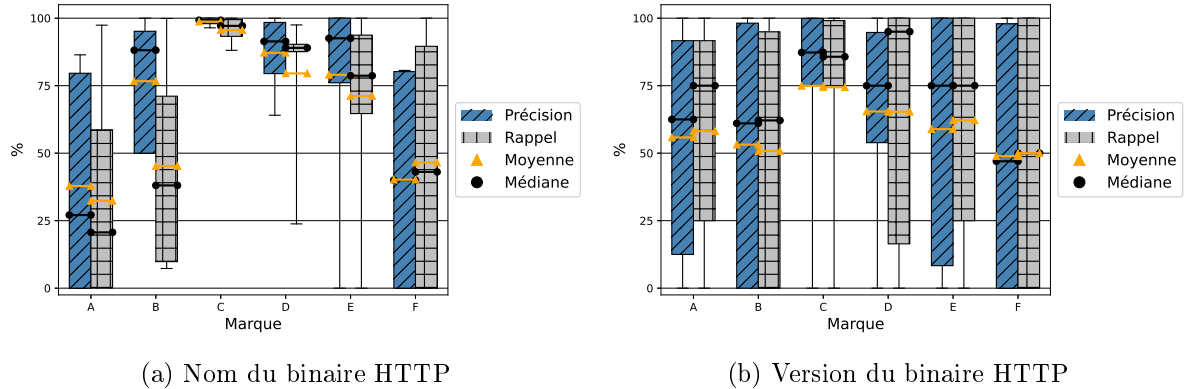 100
75
50
25
0
%
A B C D E F
Marque
Précision
Rappel
Moyenne
Médiane
(a) Nom du binaire HTTP
100
75
50
25
0
%
A B C D E F
Marque
Précision
Rappel
Moyenne
Médiane
(b) Version du binaire HTTP